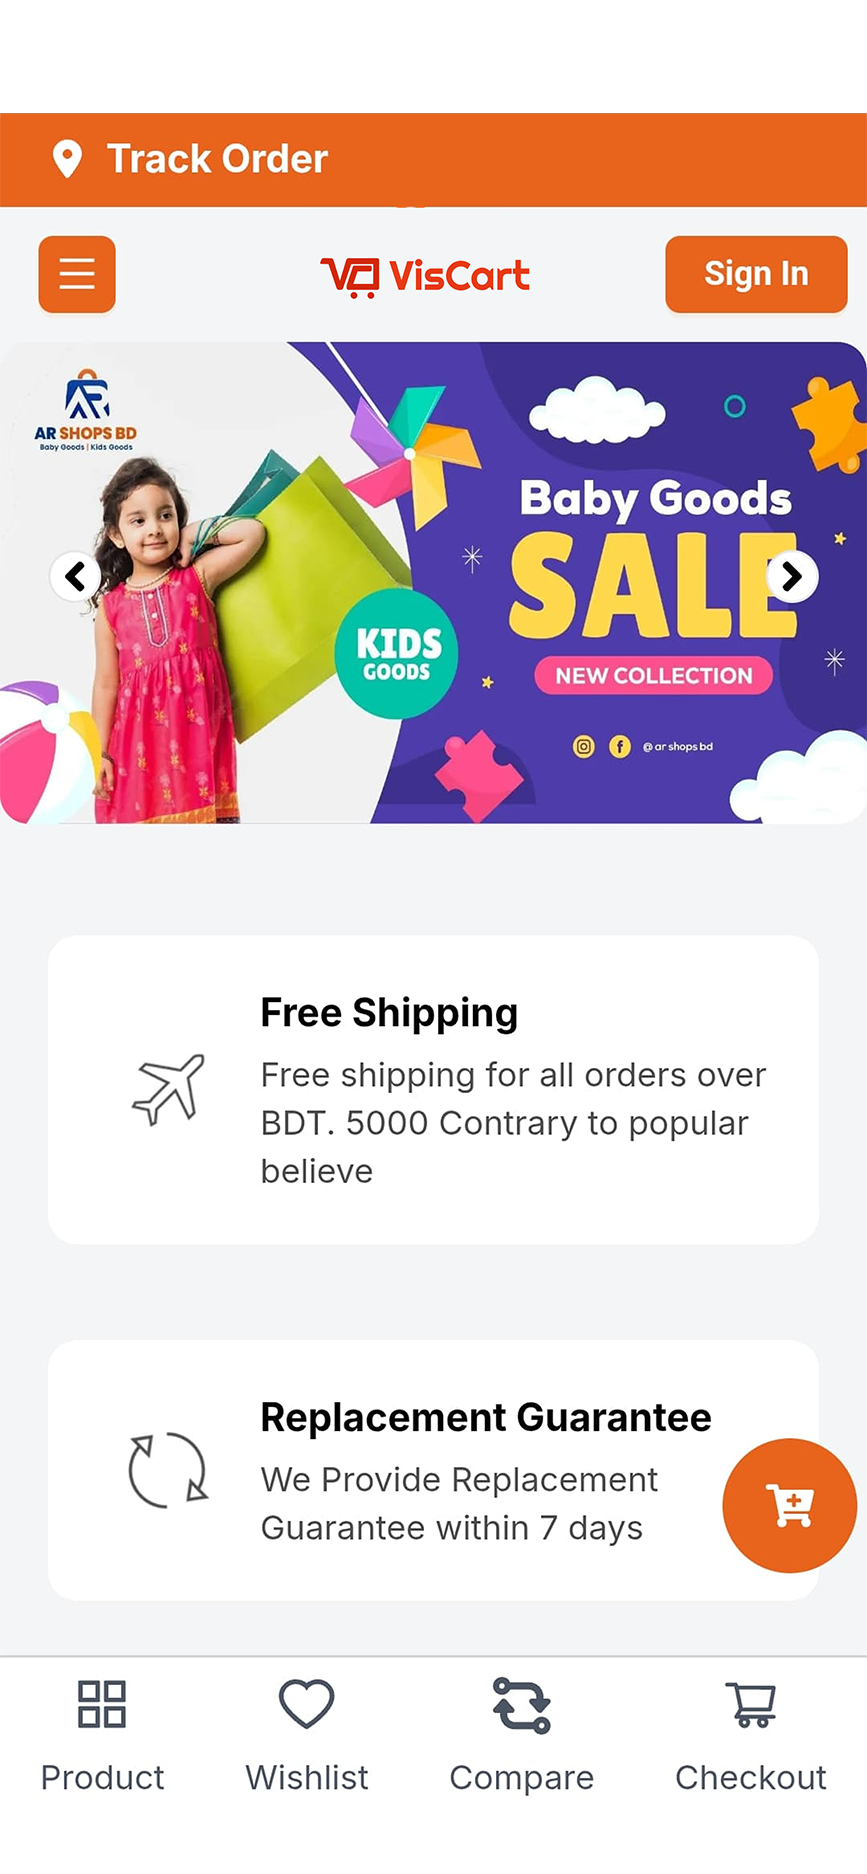 Track Order
VisCart
Sign In
AR SHOPS BD
Baby Goods | Kids Goods
Baby Goods
SALE
KIDS
GOODS
NEW COLLECTION
@ ar shops bd
Free Shipping
Free shipping for all orders over
BDT. 5000 Contrary to popular
believe
Replacement Guarantee
We Provide Replacement
Guarantee within 7 days
Product
Wishlist
Compare
Checkout